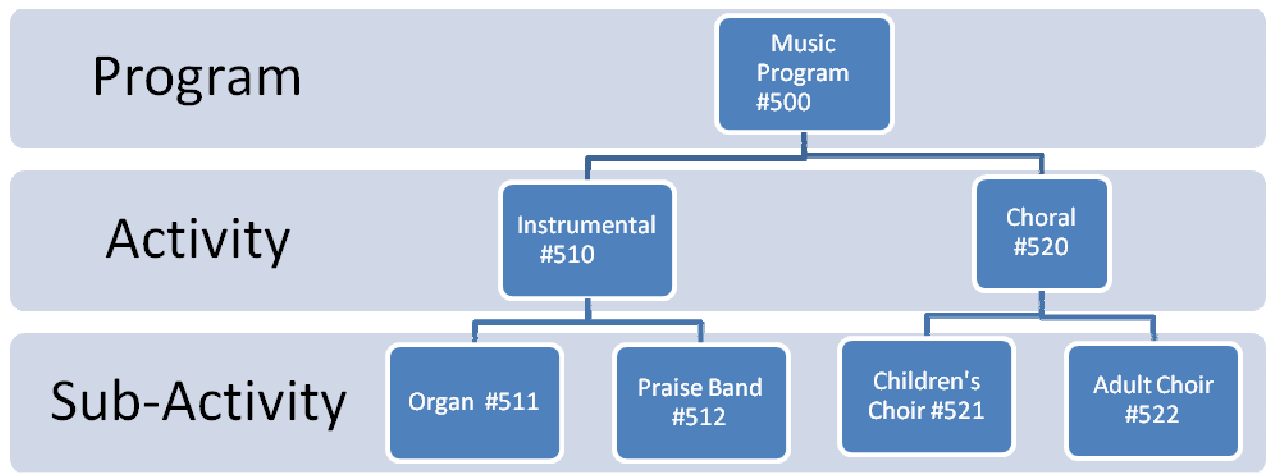 Program
Music
Program
#500
Activity
Instrumental
#510
Choral
#520
Sub-Activity
Organ #511
Praise Band
#512
Children's
Choir #521
Adult Choir
#522